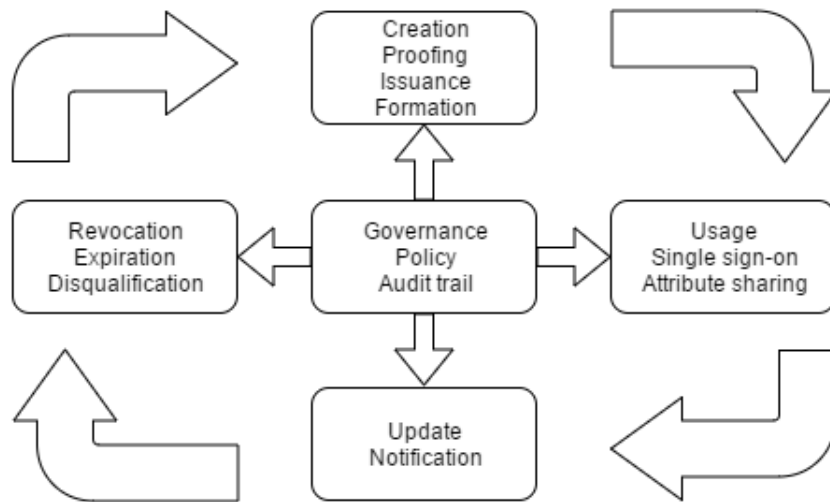 Creation
Proofing
Issuance
Formation
Revocation
Expiration
Disqualification
Governance
Policy
Audit trail
Usage
Single sign-on
Attribute sharing
Update
Notification